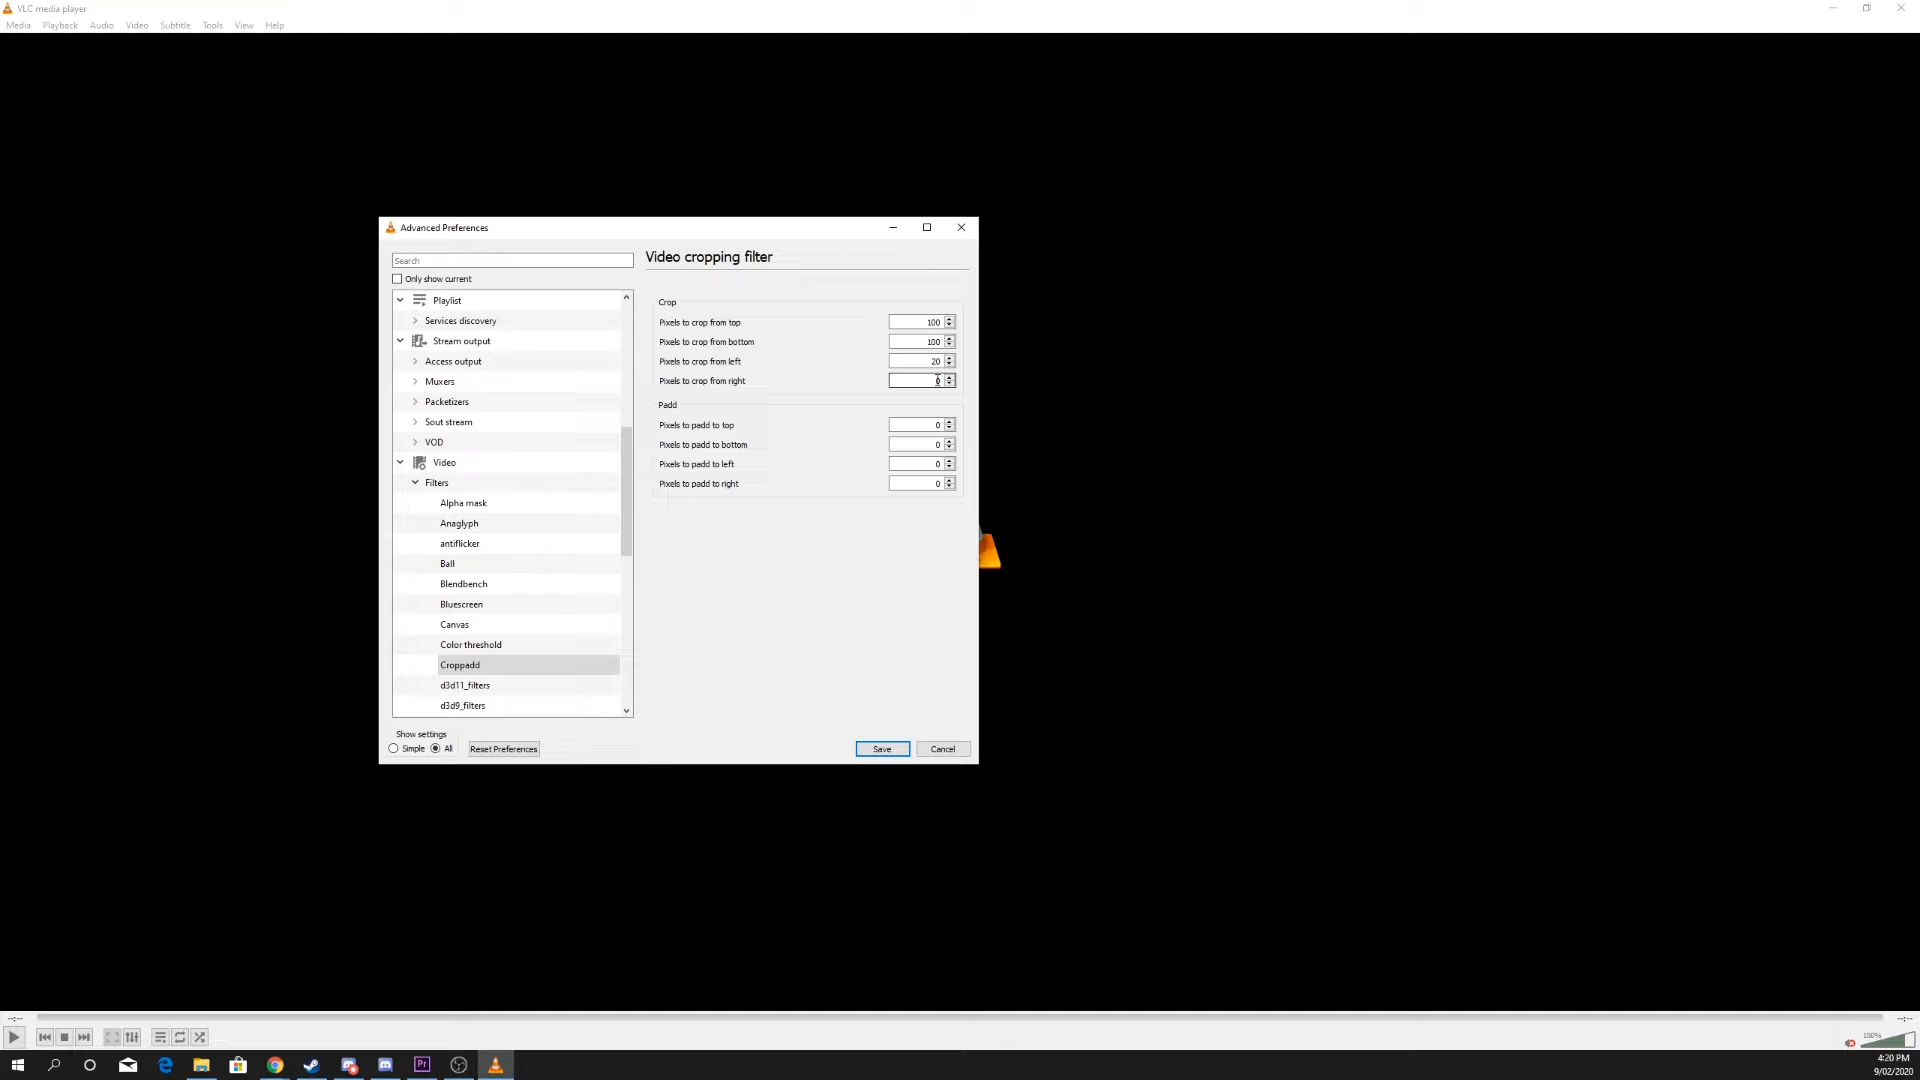 VLC media player
Media Playback Audio Video Subtitle Tools View Help
Advanced Preferences
Search
Only show current
Playlist
Services discovery
Stream output
Access output
Muxers
Packetizers
Sout stream
VOD
Video
Filters
Alpha mask
Anaglyph
antiflicker
Ball
Blendbench
Bluescreen
Canvas
Color threshold
Croppadd
d3d11_filters
d3d9_filters
Show settings
Simple All Reset Preferences
Video cropping filter
Crop
Pixels to crop from top 100
Pixels to crop from bottom 100
Pixels to crop from left 20
Pixels to crop from right 0
Padd
Pixels to padd to top 0
Pixels to padd to bottom 0
Pixels to padd to left 0
Pixels to padd to right 0
Save Cancel
--:-- --:--
100%
Pr
4:20 PM
9/02/2020